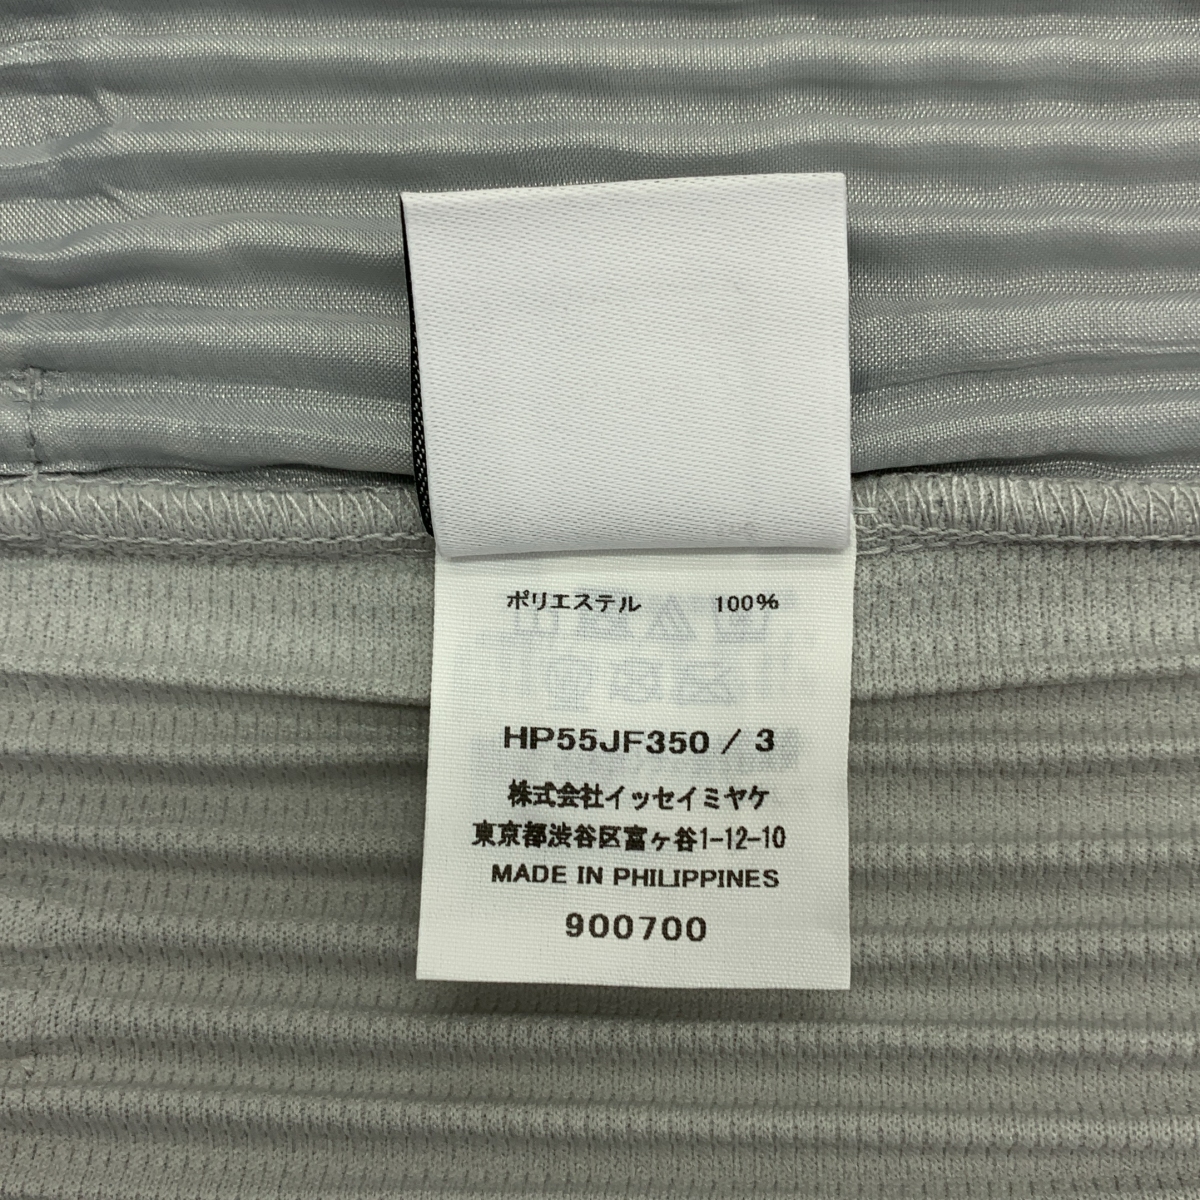 ポリエステル 100%
HP55JF350 / 3
株式会社イッセイミヤケ
東京都渋谷区富ヶ谷1-12-10
MADE IN PHILIPPINES
900700